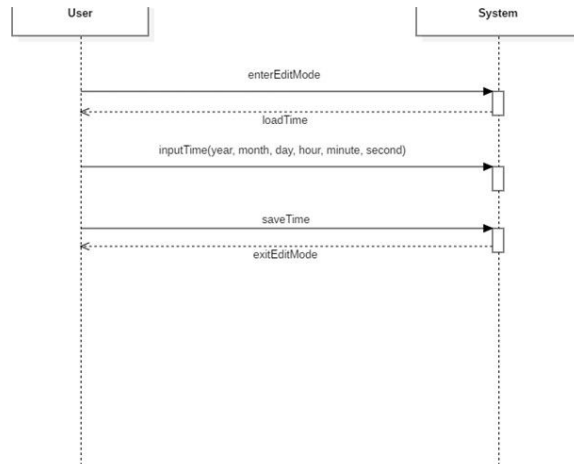 User
System
enterEditMode
loadTime
inputTime(year, month, day, hour, minute, second)
saveTime
exitEditMode